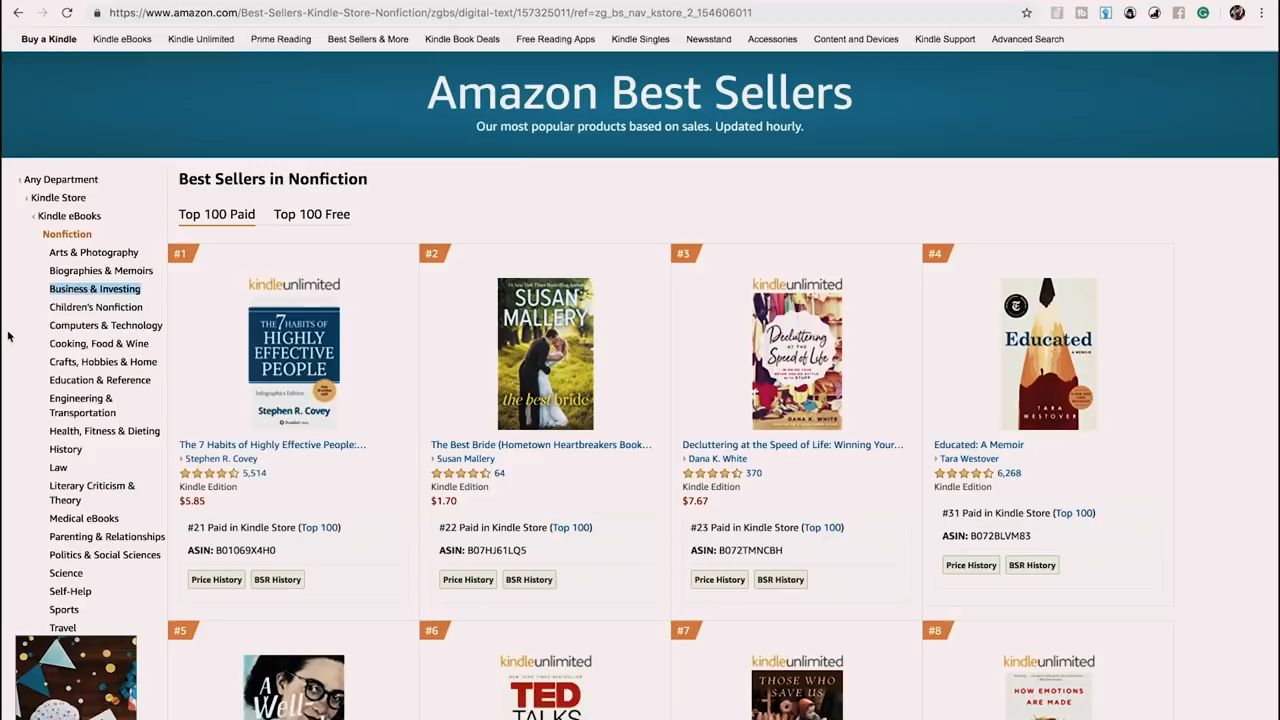 https://www.amazon.com/Best-Sellers-Kindle-Store-Nonfiction/zgbs/digital-text/157325011/ref=zg_bs_nav_kstore_2_154606011
Buy a Kindle Kindle eBooks Kindle Unlimited Prime Reading Best Sellers & More Kindle Book Deals Free Reading Apps Kindle Singles Newsstand Accessories Content and Devices Kindle Support Advanced Search
Amazon Best Sellers
Our most popular products based on sales. Updated hourly.
‹ Any Department
‹ Kindle Store
‹ Kindle eBooks
Nonfiction
Arts & Photography
Biographies & Memoirs
Business & Investing
Children's Nonfiction
Computers & Technology
Cooking, Food & Wine
Crafts, Hobbies & Home
Education & Reference
Engineering &
Transportation
Health, Fitness & Dieting
History
Law
Literary Criticism &
Theory
Medical eBooks
Parenting & Relationships
Politics & Social Sciences
Science
Self-Help
Sports
Travel
Best Sellers in Nonfiction
Top 100 Paid Top 100 Free
#1
kindleunlimited
THE 7 HABITS OF
HIGHLY
EFFECTIVE
PEOPLE
Infographics Edition
Stephen R. Covey
The 7 Habits of Highly Effective People:...
› Stephen R. Covey
5,514
Kindle Edition
$5.85
#21 Paid in Kindle Store (Top 100)
ASIN: B01069X4H0
Price History BSR History
#2
SUSAN
MALLERY
the best bride
The Best Bride (Hometown Heartbreakers Book...
› Susan Mallery
64
Kindle Edition
$1.70
#22 Paid in Kindle Store (Top 100)
ASIN: B07HJ61LQ5
Price History BSR History
#3
kindleunlimited
Decluttering
AT THE
Speed of Life
DANA K. WHITE
Decluttering at the Speed of Life: Winning Your...
› Dana K. White
370
Kindle Edition
$7.67
#23 Paid in Kindle Store (Top 100)
ASIN: B072TMNCBH
Price History BSR History
#4
Educated
A MEMOIR
TARA
WESTOVER
Educated: A Memoir
› Tara Westover
6,268
Kindle Edition
#31 Paid in Kindle Store (Top 100)
ASIN: B072BLVM83
Price History BSR History
#5
A
Well-
#6
kindleunlimited
TED
TALKS
#7
kindleunlimited
THOSE WHO
SAVE US
#8
kindleunlimited
HOW EMOTIONS
ARE MADE